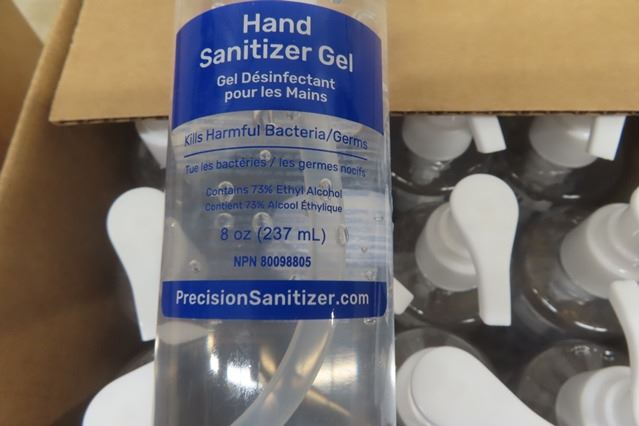 Hand
Sanitizer Gel
Gel Désinfectant
pour les Mains
Kills Harmful Bacteria/Germs
Tue les bactéries / les germes nocifs
Contains 73% Ethyl Alcohol
Contient 73% Alcool Éthylique
8 oz (237 mL)
NPN 80098805
PrecisionSanitizer.com